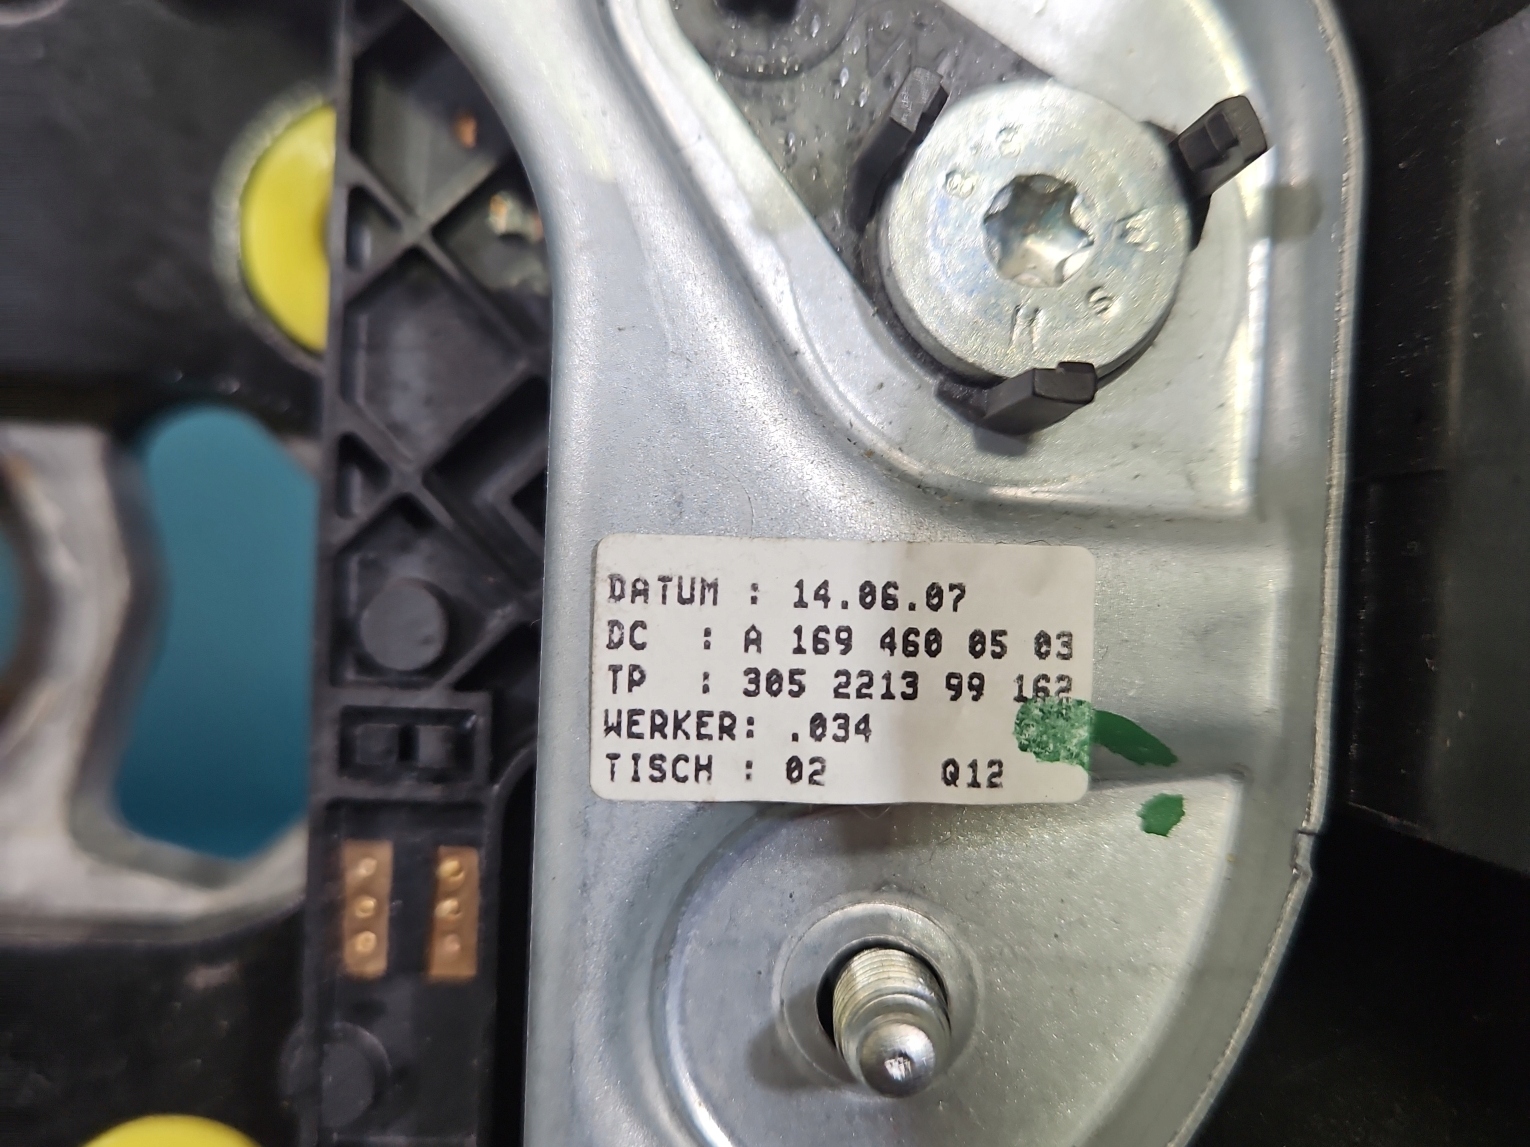 DATUM : 14.06.07
DC : A 169 460 05 03
TP : 305 2213 99 162
WERKER: .034
TISCH : 02 Q12